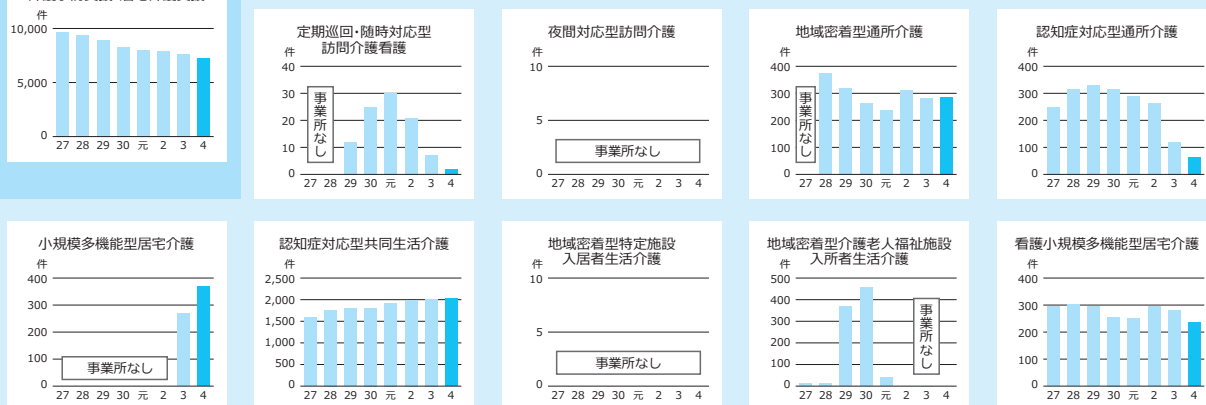 件
10,000
5,000
0
27 28 29 30 元 2 3 4
定期巡回・随時対応型
訪問介護看護
件
40
30
20
10
0
事業所なし
27 28 29 30 元 2 3 4
夜間対応型訪問介護
件
10
5
0
事業所なし
27 28 29 30 元 2 3 4
地域密着型通所介護
件
400
300
200
100
0
事業所なし
27 28 29 30 元 2 3 4
認知症対応型通所介護
件
400
300
200
100
0
27 28 29 30 元 2 3 4
小規模多機能型居宅介護
件
400
300
200
100
0
事業所なし
27 28 29 30 元 2 3 4
認知症対応型共同生活介護
件
2,500
2,000
1,500
1,000
500
0
27 28 29 30 元 2 3 4
地域密着型特定施設
入居者生活介護
件
10
5
0
事業所なし
27 28 29 30 元 2 3 4
地域密着型介護老人福祉施設
入所者生活介護
件
500
400
300
200
100
0
事業所なし
27 28 29 30 元 2 3 4
看護小規模多機能型居宅介護
件
400
300
200
100
0
27 28 29 30 元 2 3 4